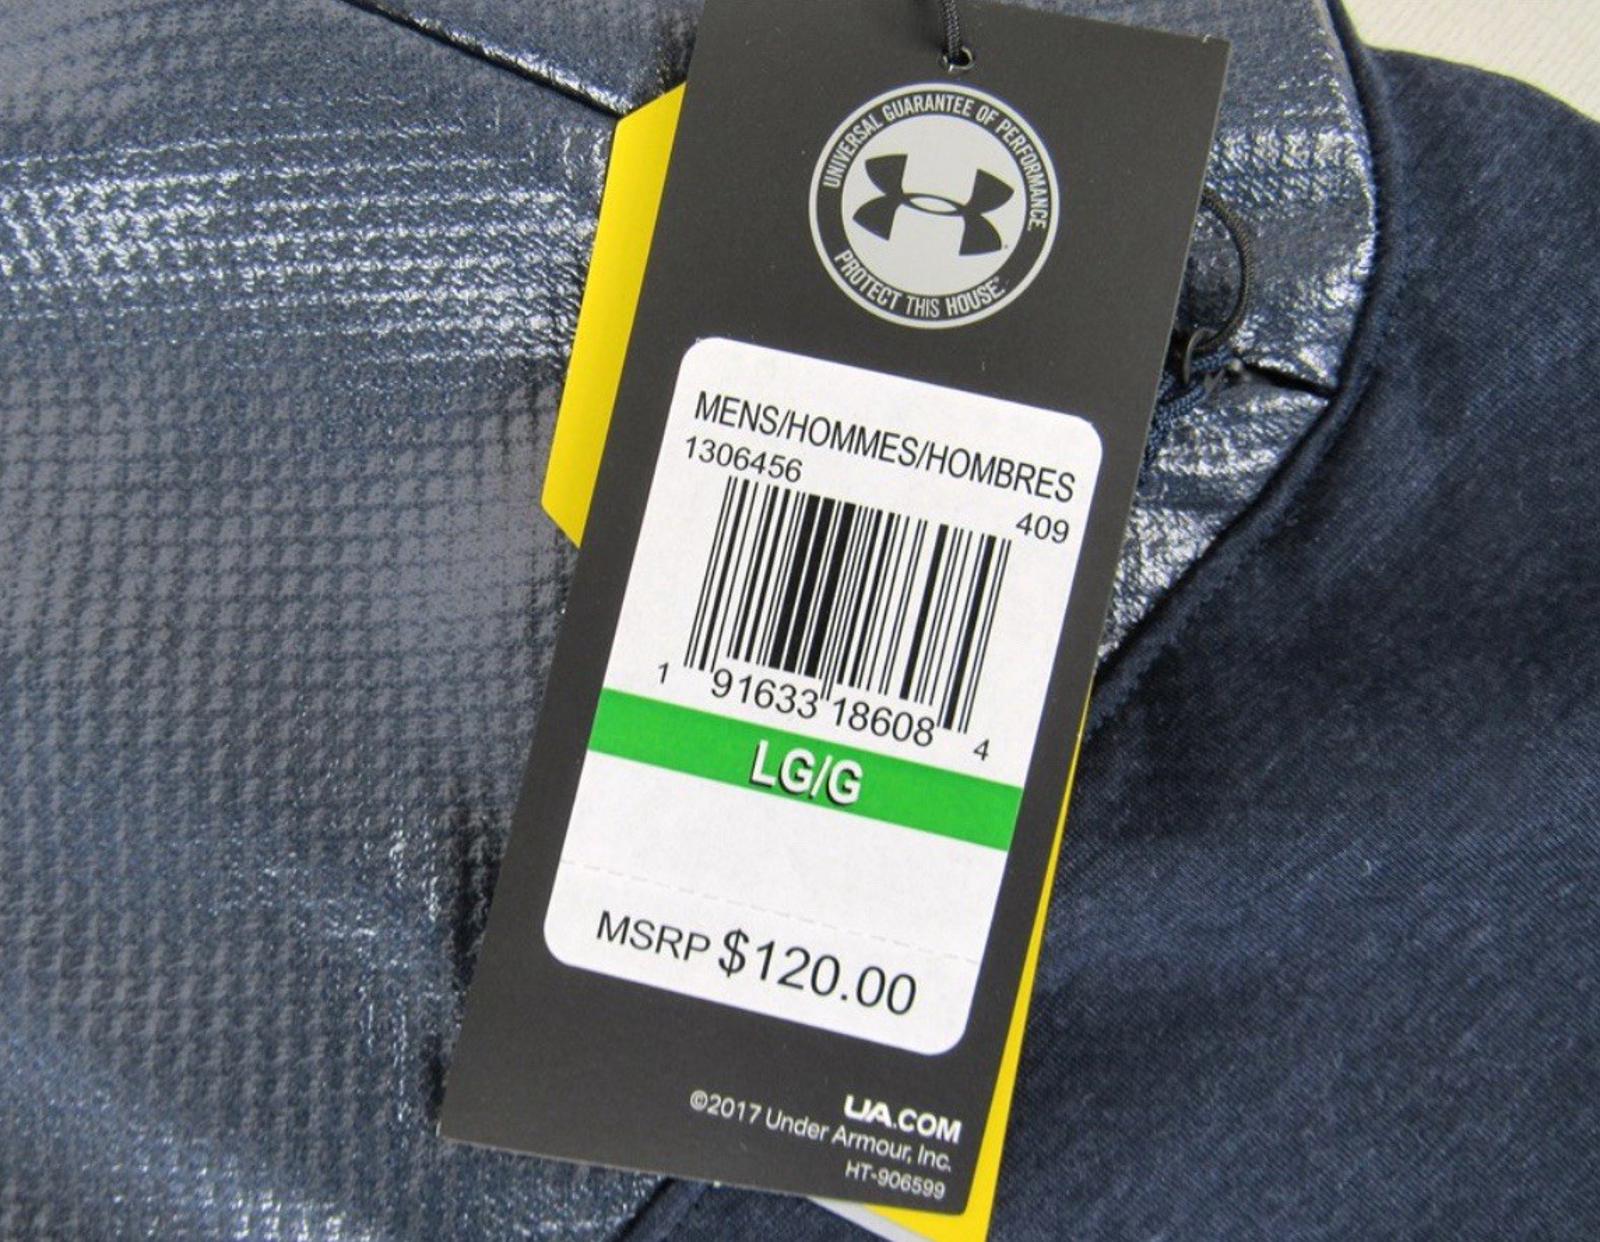 UNIVERSAL GUARANTEE OF PERFORMANCE.
PROTECT THIS HOUSE.
MENS/HOMMES/HOMBRES
1306456
409
1 91633 18608 4
LG/G
MSRP $120.00
UA.COM
©2017 Under Armour, Inc.
HT-906599